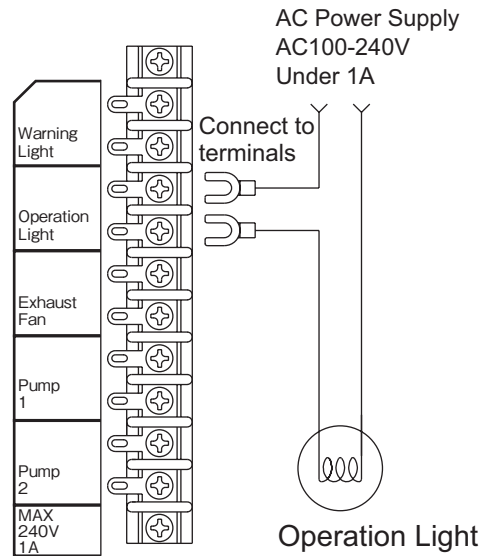 AC Power Supply
AC100-240V
Under 1A
Warning
Light
Connect to
terminals
Operation
Light
Exhaust
Fan
Pump
1
Pump
2
MAX
240V
1A
Operation Light